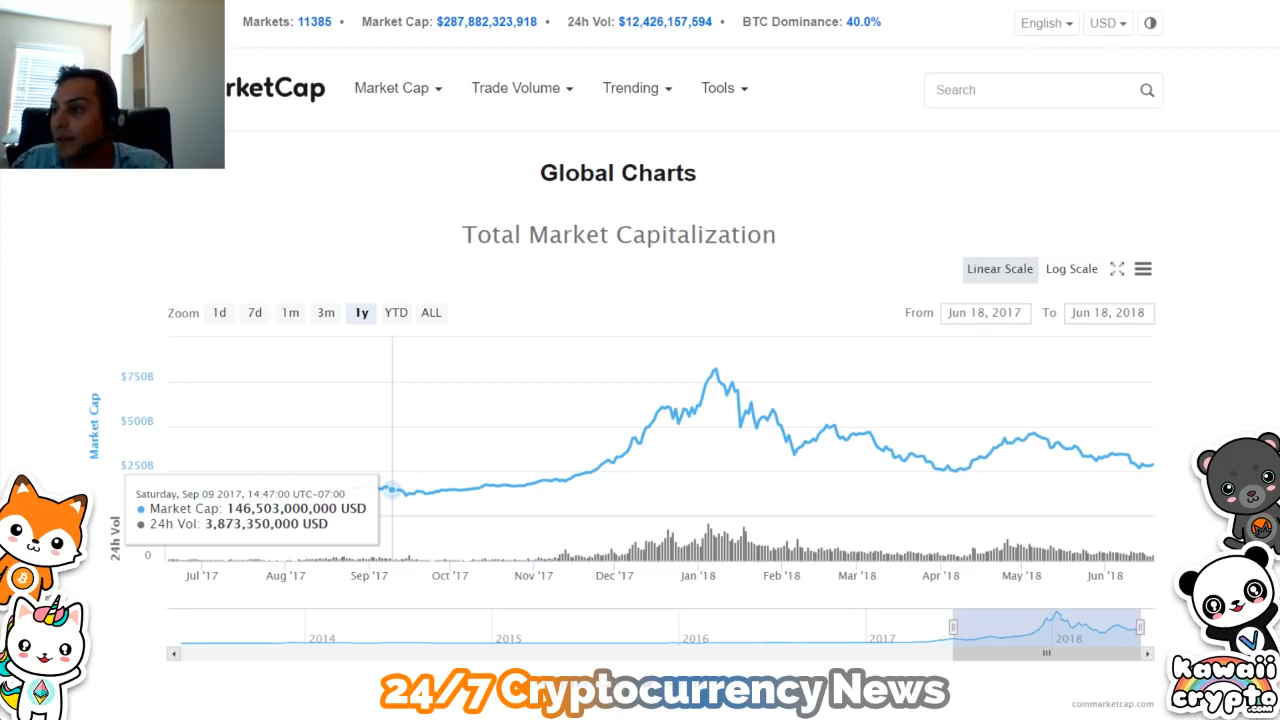 Markets: 11385 • Market Cap: $287,882,323,918 • 24h Vol: $12,426,157,594 • BTC Dominance: 40.0%
English USD
rketCap Market Cap Trade Volume Trending Tools Search
Global Charts
Total Market Capitalization
Linear Scale Log Scale
Zoom 1d 7d 1m 3m 1y YTD ALL From Jun 18, 2017 To Jun 18, 2018
Market Cap
$750B
$500B
$250B
Saturday, Sep 09 2017, 14:47:00 UTC-07:00
Market Cap: 146,503,000,000 USD
24h Vol: 3,873,350,000 USD
24h Vol
0
Jul '17 Aug '17 Sep '17 Oct '17 Nov '17 Dec '17 Jan '18 Feb '18 Mar '18 Apr '18 May '18 Jun '18
2014 2015 2016 2017 2018
24/7 Cryptocurrency News
coinmarketcap.com
kawaii
crypto
.com